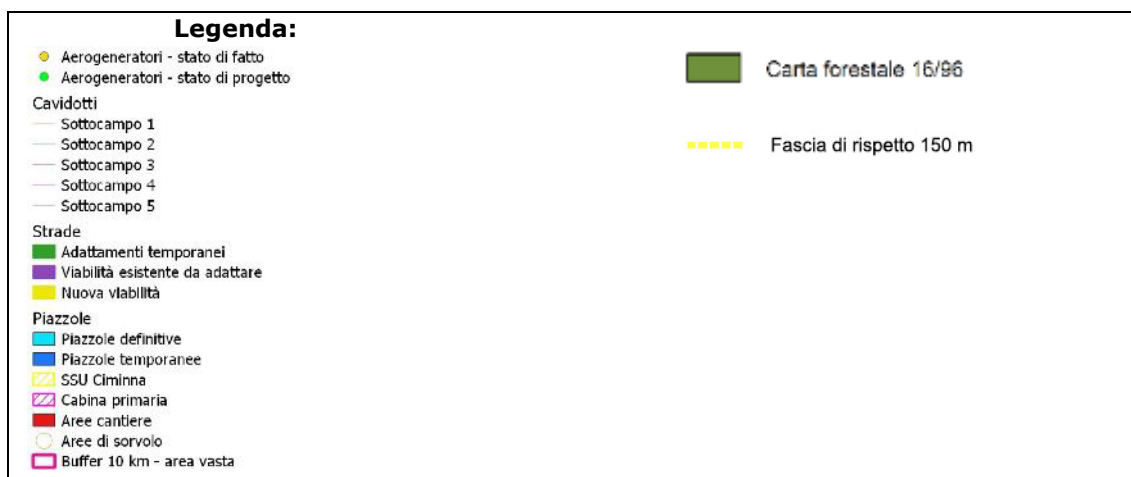 Legenda:
Aerogeneratori - stato di fatto
Aerogeneratori - stato di progetto
Cavidotti
Sottocampo 1
Sottocampo 2
Sottocampo 3
Sottocampo 4
Sottocampo 5
Strade
Adattamenti temporanei
Viabilità esistente da adattare
Nuova viabilità
Piazzole
Piazzole definitive
Piazzole temporanee
SSU Ciminna
Cabina primaria
Aree cantiere
Aree di sorvolo
Buffer 10 km - area vasta
Carta forestale 16/96
Fascia di rispetto 150 m